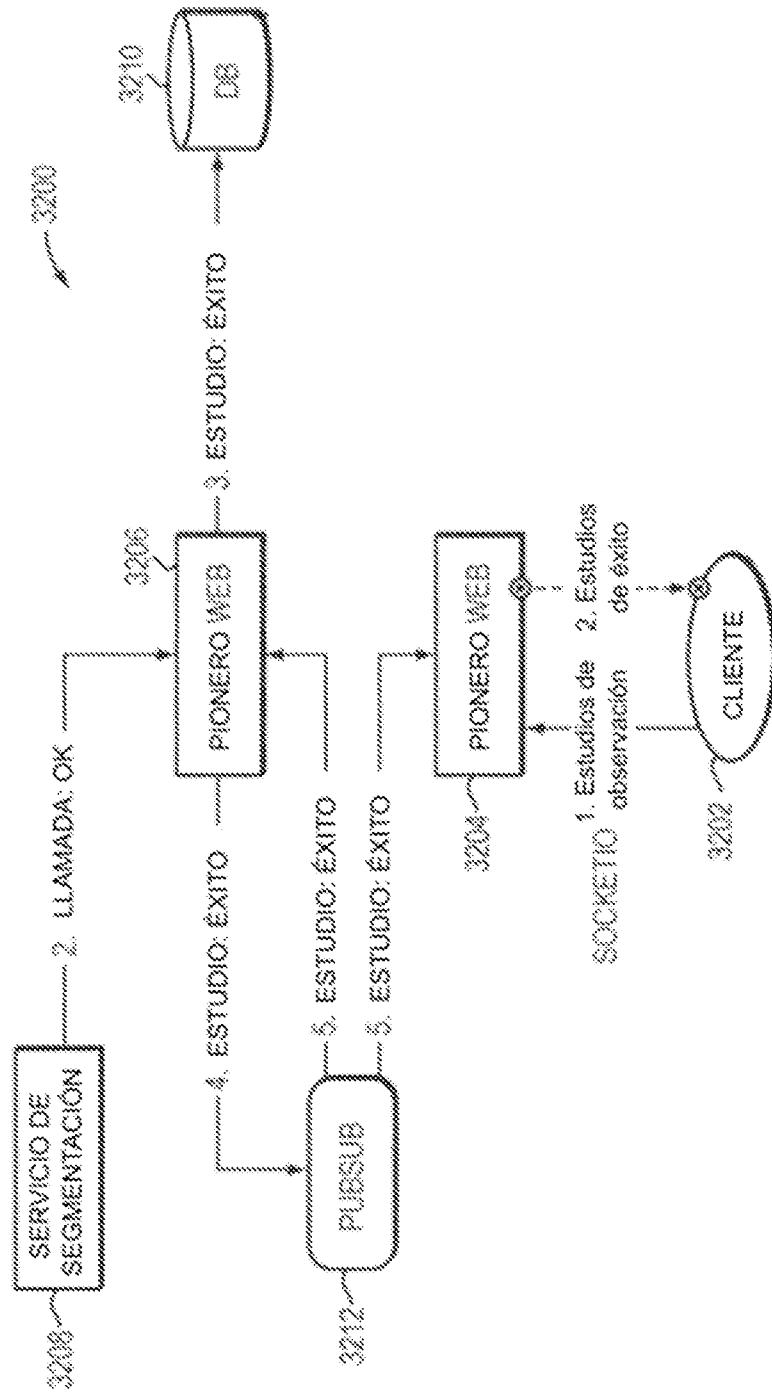 3200
SERVICIO DE
SEGMENTACIÓN
3208
2. LLAMADA: OK
PIONERO WEB
3206
3. ESTUDIO: ÉXITO
DB
3210
4. ESTUDIO: ÉXITO
PUBSUB
3212
5. ESTUDIO: ÉXITO
5. ESTUDIO: ÉXITO
PIONERO WEB
3204
1. Estudios de
observación
2. Estudios
de éxito
SOCKETIO
CLIENTE
3202